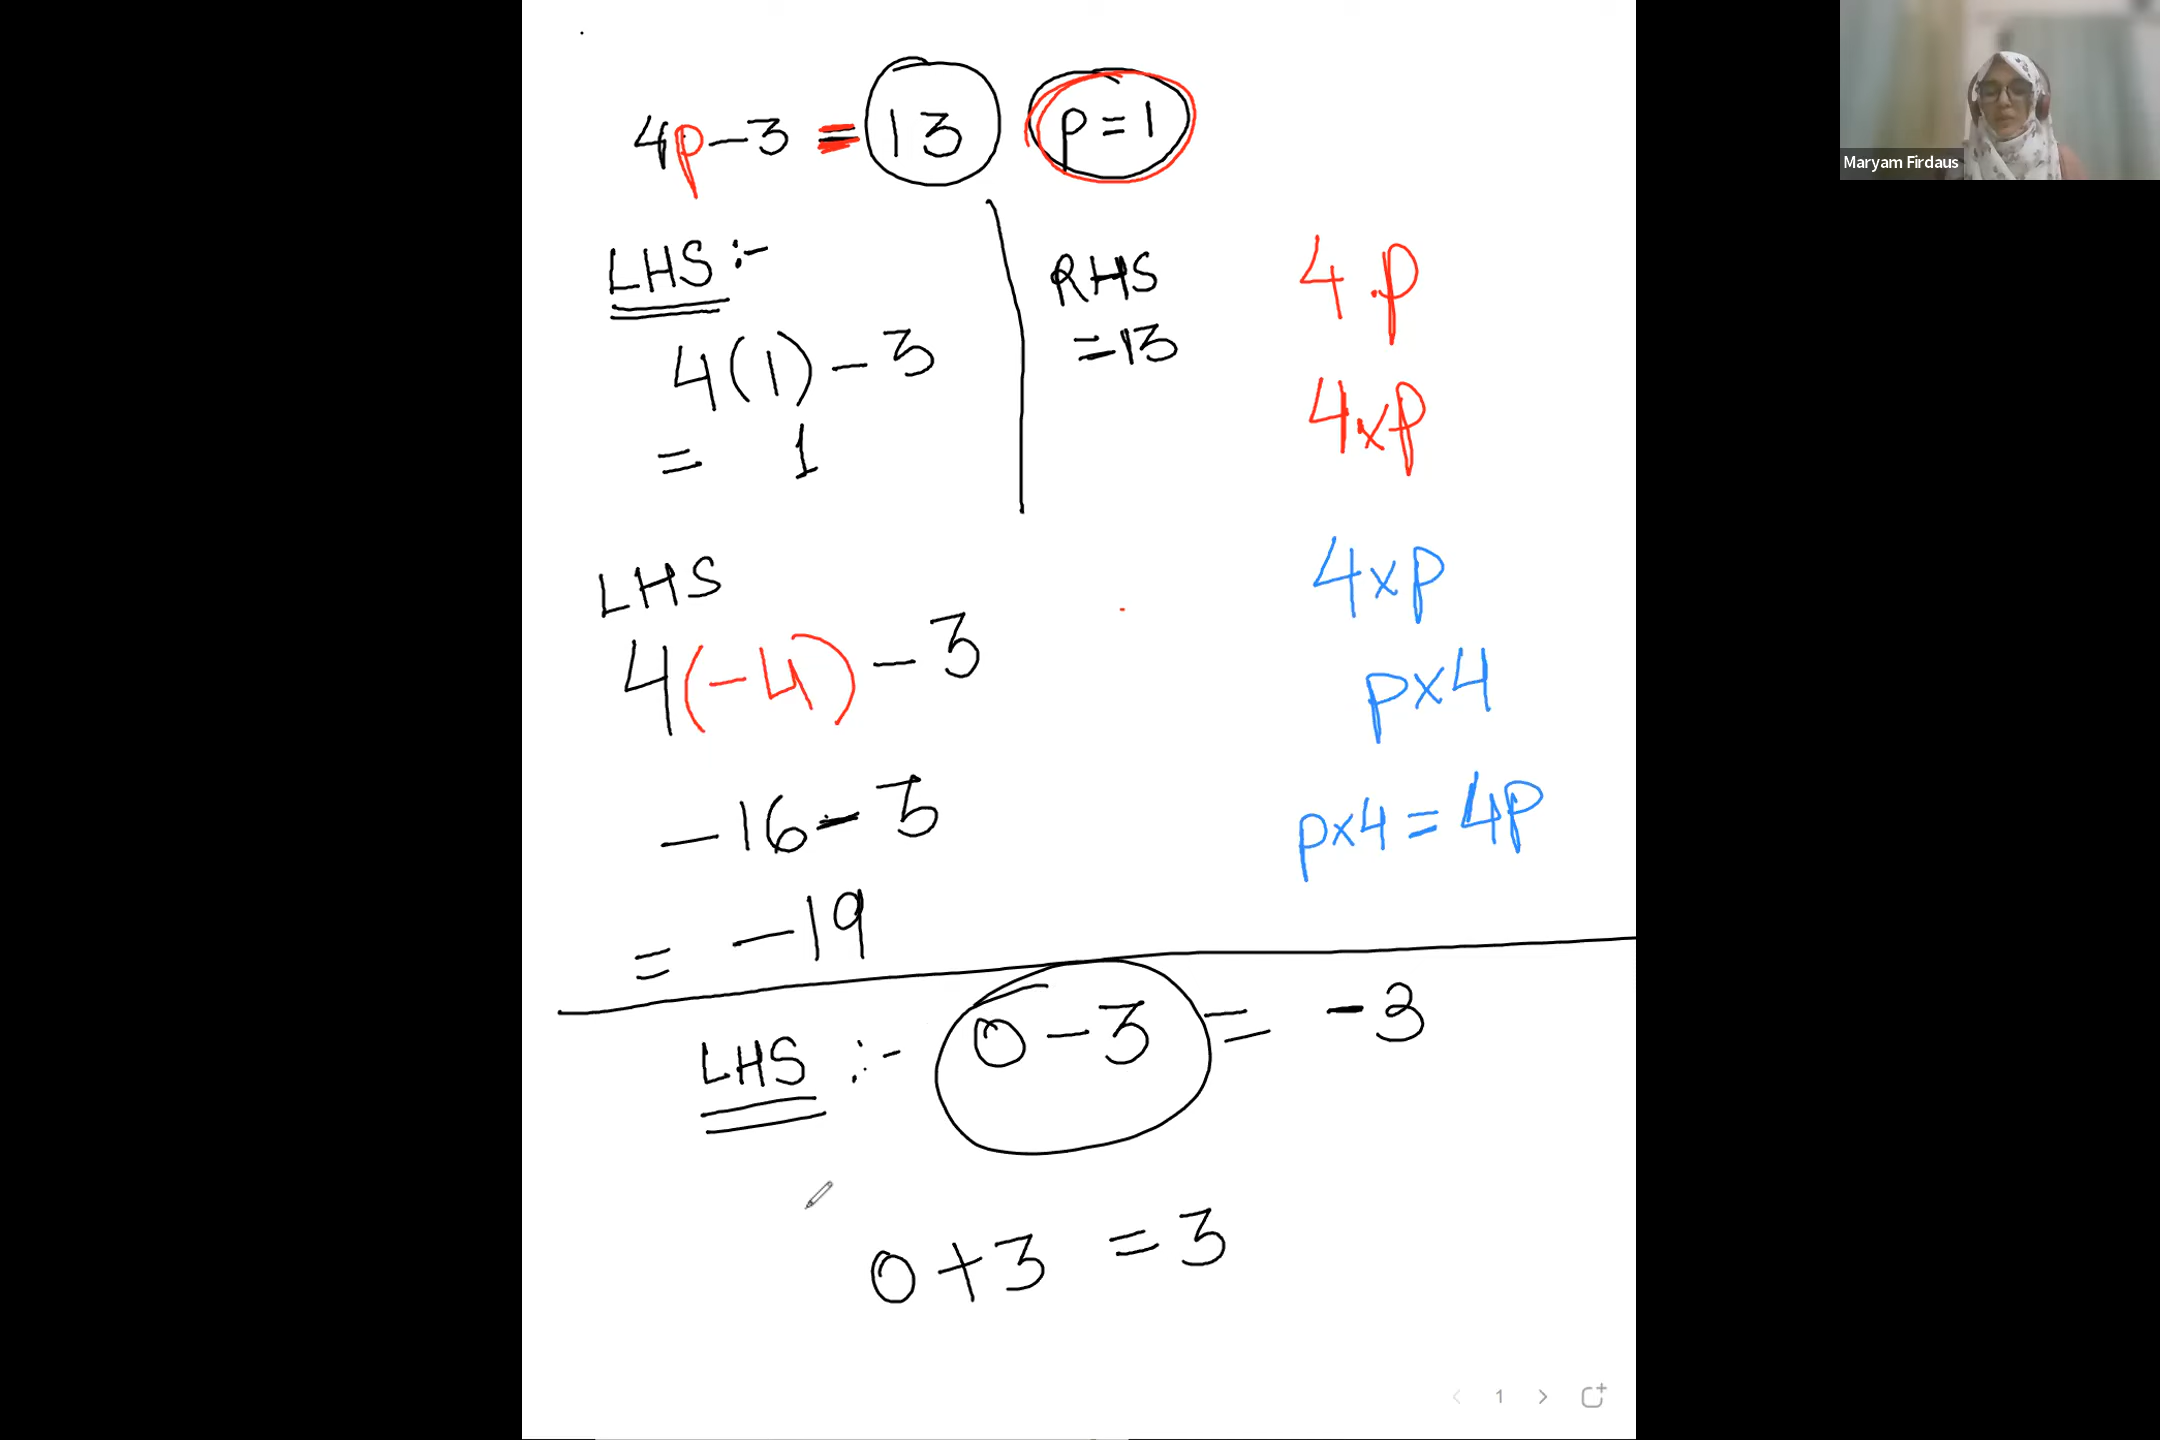 4p-3 = 13 p=1
LHS :-
4(1) - 3
= 1
RHS
=13
4.p
4xp
LHS
4(-4) - 3
-16-3
= -19
4xp
px4
px4 = 4p
LHS :- 0-3 = -3
0+3 = 3
Maryam Firdaus
1